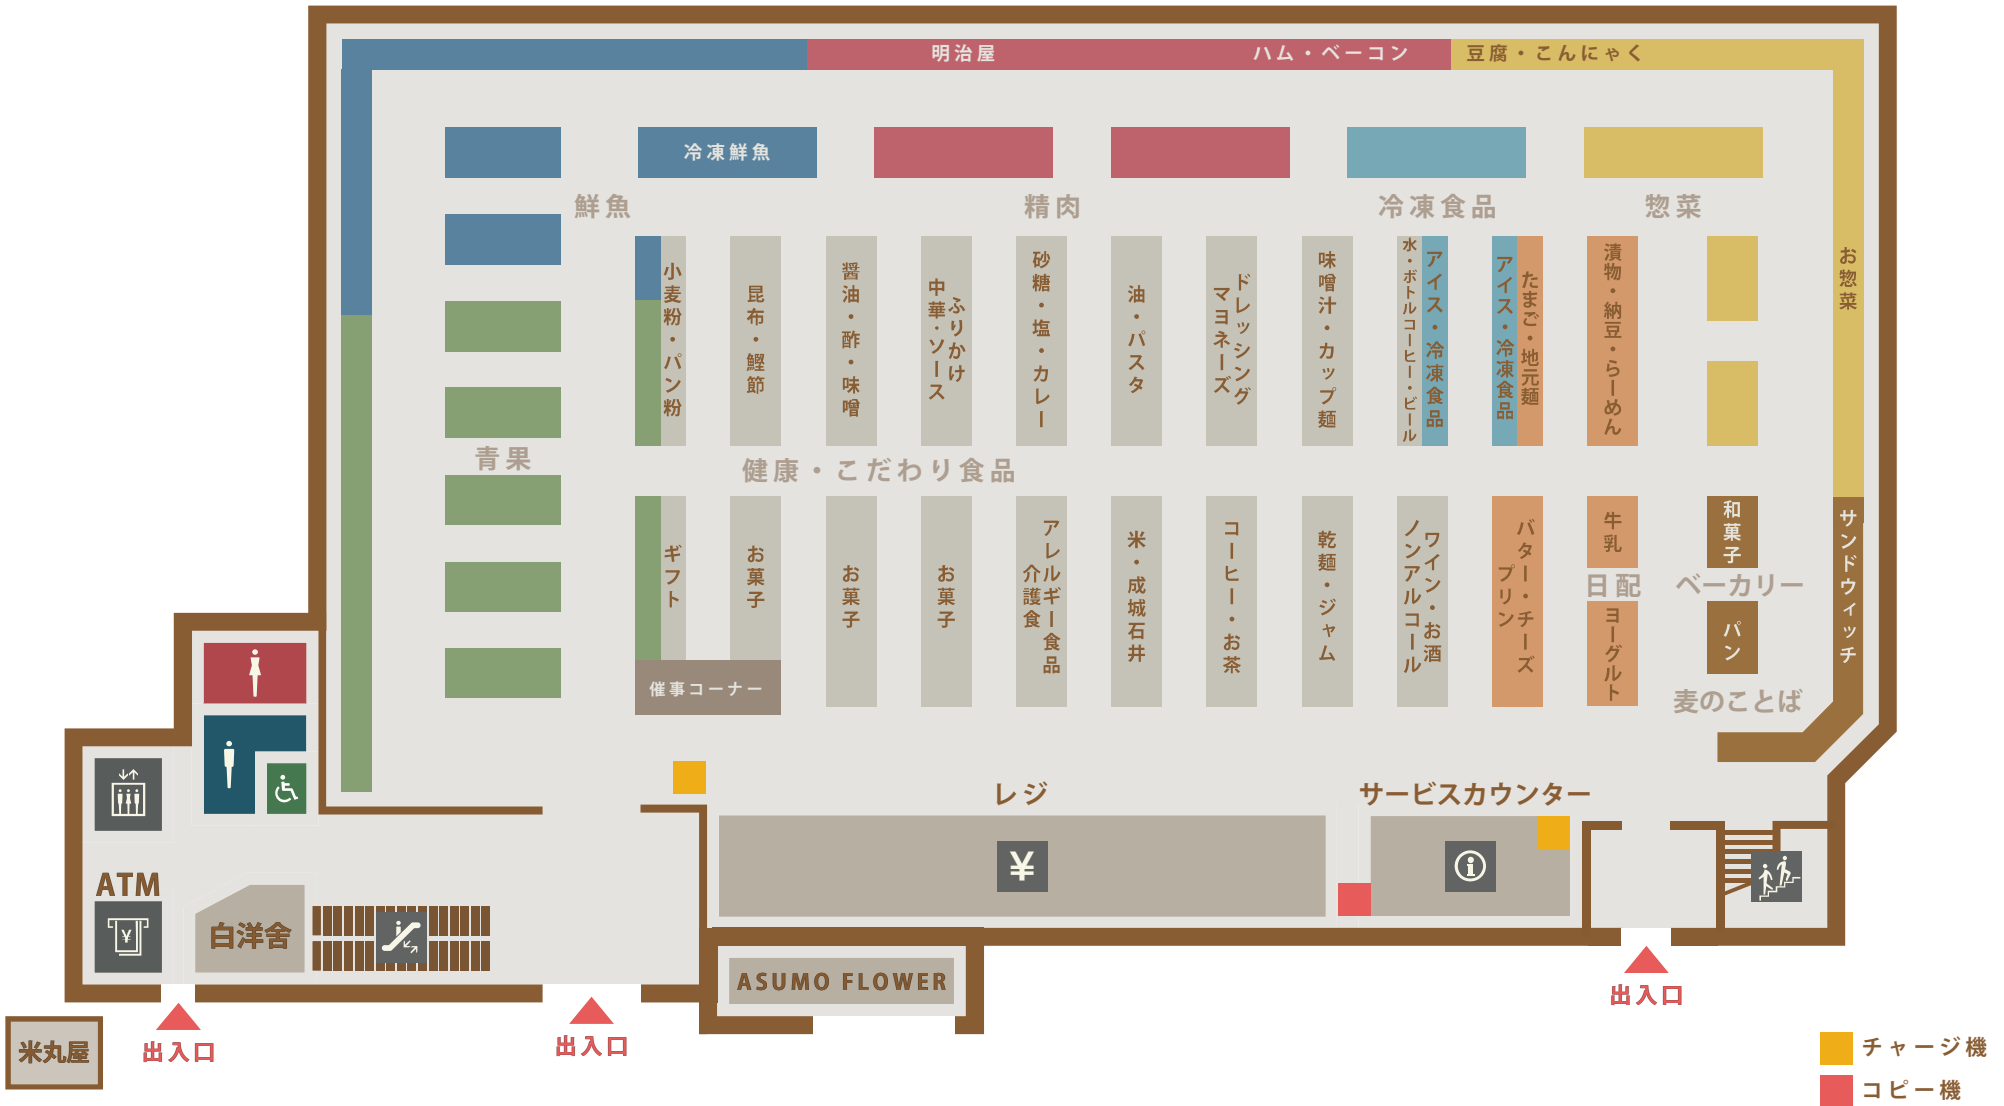 明治屋
ハム・ベーコン
豆腐・こんにゃく
冷凍鮮魚
鮮魚
精肉
冷凍食品
惣菜
小麦粉・パン粉
昆布・鰹節
醤油・酢・味噌
ふりかけ
中華・ソース
砂糖・塩・カレー
油・パスタ
ドレッシング
マヨネーズ
味噌汁・カップ麺
水・ボトルコーヒー・ビール
アイス・冷凍食品
アイス・冷凍食品
たまご・地元麺
漬物・納豆・らーめん
お惣菜
青果
健康・こだわり食品
ギフト
お菓子
お菓子
お菓子
アレルギー食品
介護食
米・成城石井
コーヒー・お茶
乾麺・ジャム
ワイン・お酒
ノンアルコール
バター・チーズ
プリン
牛乳
日配
ヨーグルト
和菓子
ベーカリー
パン
サンドウィッチ
麦のことば
催事コーナー
レジ
サービスカウンター
¥
ATM
¥
白洋舍
ASUMO FLOWER
米丸屋
出入口
出入口
出入口
チャージ機
コピー機